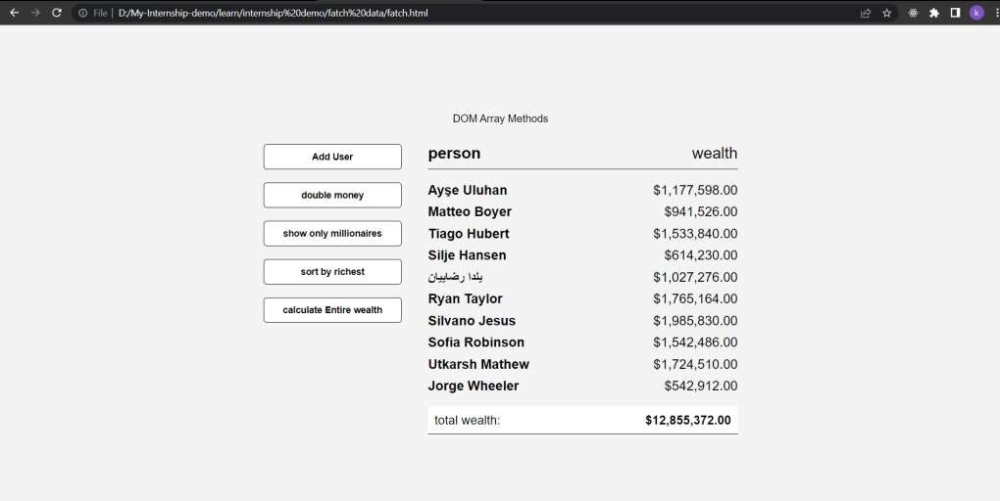 File | D:/My-Internship-demo/learn/internship%20demo/fatch%20data/fatch.html
k
DOM Array Methods
Add User
double money
show only millionaires
sort by richest
calculate Entire wealth
person wealth
Ayşe Uluhan $1,177,598.00
Matteo Boyer $941,526.00
Tiago Hubert $1,533,840.00
Silje Hansen $614,230.00
یلدا رضاییان $1,027,276.00
Ryan Taylor $1,765,164.00
Silvano Jesus $1,985,830.00
Sofia Robinson $1,542,486.00
Utkarsh Mathew $1,724,510.00
Jorge Wheeler $542,912.00
total wealth: $12,855,372.00